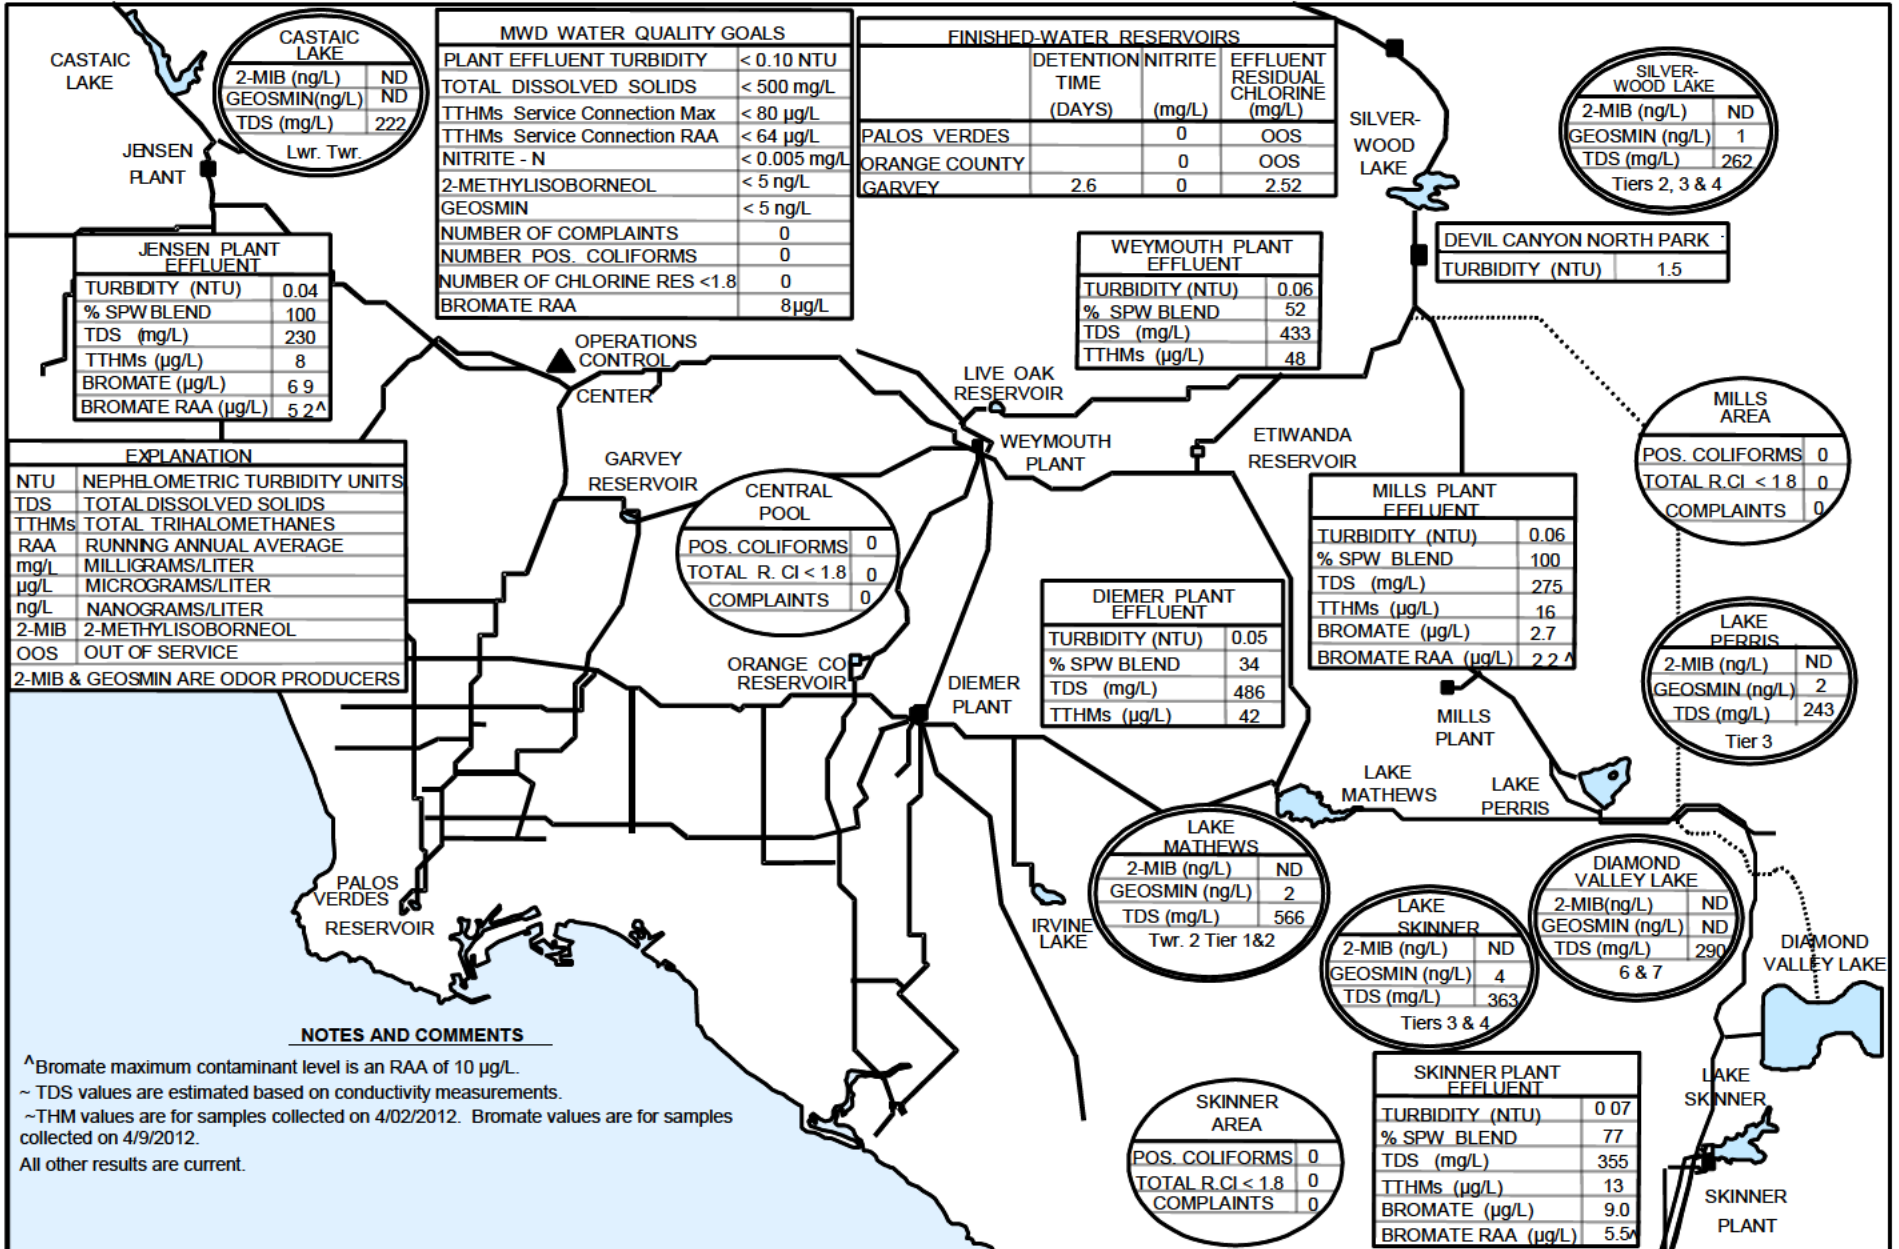 CASTAIC
LAKE
CASTAIC
LAKE
2-MIB (ng/L) ND
GEOSMIN(ng/L) ND
TDS (mg/L) 222
Lwr. Twr.
JENSEN
PLANT
MWD WATER QUALITY GOALS
PLANT EFFLUENT TURBIDITY < 0.10 NTU
TOTAL DISSOLVED SOLIDS < 500 mg/L
TTHMs Service Connection Max < 80 µg/L
TTHMs Service Connection RAA < 64 µg/L
NITRITE - N < 0.005 mg/L
2-METHYLISOBORNEOL < 5 ng/L
GEOSMIN < 5 ng/L
NUMBER OF COMPLAINTS 0
NUMBER POS. COLIFORMS 0
NUMBER OF CHLORINE RES <1.8 0
BROMATE RAA 8µg/L
FINISHED-WATER RESERVOIRS
DETENTION NITRITE EFFLUENT
TIME RESIDUAL
CHLORINE
(DAYS) (mg/L) (mg/L)
PALOS VERDES 0 OOS
ORANGE COUNTY 0 OOS
GARVEY 2.6 0 2.52
SILVER-
WOOD
LAKE
SILVER-
WOOD LAKE
2-MIB (ng/L) ND
GEOSMIN (ng/L) 1
TDS (mg/L) 262
Tiers 2, 3 & 4
DEVIL CANYON NORTH PARK
TURBIDITY (NTU) 1.5
JENSEN PLANT
EFFLUENT
TURBIDITY (NTU) 0.04
% SPW BLEND 100
TDS (mg/L) 230
TTHMs (µg/L) 8
BROMATE (µg/L) 6 9
BROMATE RAA (µg/L) 5 2^
WEYMOUTH PLANT
EFFLUENT
TURBIDITY (NTU) 0.06
% SPW BLEND 52
TDS (mg/L) 433
TTHMs (µg/L) 48
OPERATIONS
CONTROL
CENTER
LIVE OAK
RESERVOIR
WEYMOUTH
PLANT
ETIWANDA
RESERVOIR
MILLS
AREA
POS. COLIFORMS 0
TOTAL R.Cl < 1 8 0
COMPLAINTS 0
EXPLANATION
NTU NEPHELOMETRIC TURBIDITY UNITS
TDS TOTAL DISSOLVED SOLIDS
TTHMs TOTAL TRIHALOMETHANES
RAA RUNNING ANNUAL AVERAGE
mg/L MILLIGRAMS/LITER
µg/L MICROGRAMS/LITER
ng/L NANOGRAMS/LITER
2-MIB 2-METHYLISOBORNEOL
OOS OUT OF SERVICE
2-MIB & GEOSMIN ARE ODOR PRODUCERS
GARVEY
RESERVOIR
CENTRAL
POOL
POS. COLIFORMS 0
TOTAL R. Cl < 1.8 0
COMPLAINTS 0
MILLS PLANT
EFFLUENT
TURBIDITY (NTU) 0.06
% SPW BLEND 100
TDS (mg/L) 275
TTHMs (µg/L) 16
BROMATE (µg/L) 2.7
BROMATE RAA (µg/L) 2 2 ^
DIEMER PLANT
EFFLUENT
TURBIDITY (NTU) 0.05
% SPW BLEND 34
TDS (mg/L) 486
TTHMs (µg/L) 42
LAKE
PERRIS
2-MIB (ng/L) ND
GEOSMIN (ng/L) 2
TDS (mg/L) 243
Tier 3
ORANGE CO
RESERVOIR
DIEMER
PLANT
MILLS
PLANT
LAKE
MATHEWS
LAKE
PERRIS
LAKE
MATHEWS
2-MIB (ng/L) ND
GEOSMIN (ng/L) 2
TDS (mg/L) 566
Twr. 2 Tier 1&2
DIAMOND
VALLEY LAKE
2-MIB(ng/L) ND
GEOSMIN (ng/L) ND
TDS (mg/L) 290
6 & 7
LAKE
SKINNER
2-MIB (ng/L) ND
GEOSMIN (ng/L) 4
TDS (mg/L) 363
Tiers 3 & 4
DIAMOND
VALLEY LAKE
PALOS
VERDES
RESERVOIR
IRVINE
LAKE
NOTES AND COMMENTS
^Bromate maximum contaminant level is an RAA of 10 µg/L.
~ TDS values are estimated based on conductivity measurements.
~THM values are for samples collected on 4/02/2012. Bromate values are for samples
collected on 4/9/2012.
All other results are current.
SKINNER
AREA
POS. COLIFORMS 0
TOTAL R.Cl < 1.8 0
COMPLAINTS 0
SKINNER PLANT
EFFLUENT
TURBIDITY (NTU) 0 07
% SPW BLEND 77
TDS (mg/L) 355
TTHMs (µg/L) 13
BROMATE (µg/L) 9.0
BROMATE RAA (µg/L) 5.5^
LAKE
SKINNER
SKINNER
PLANT